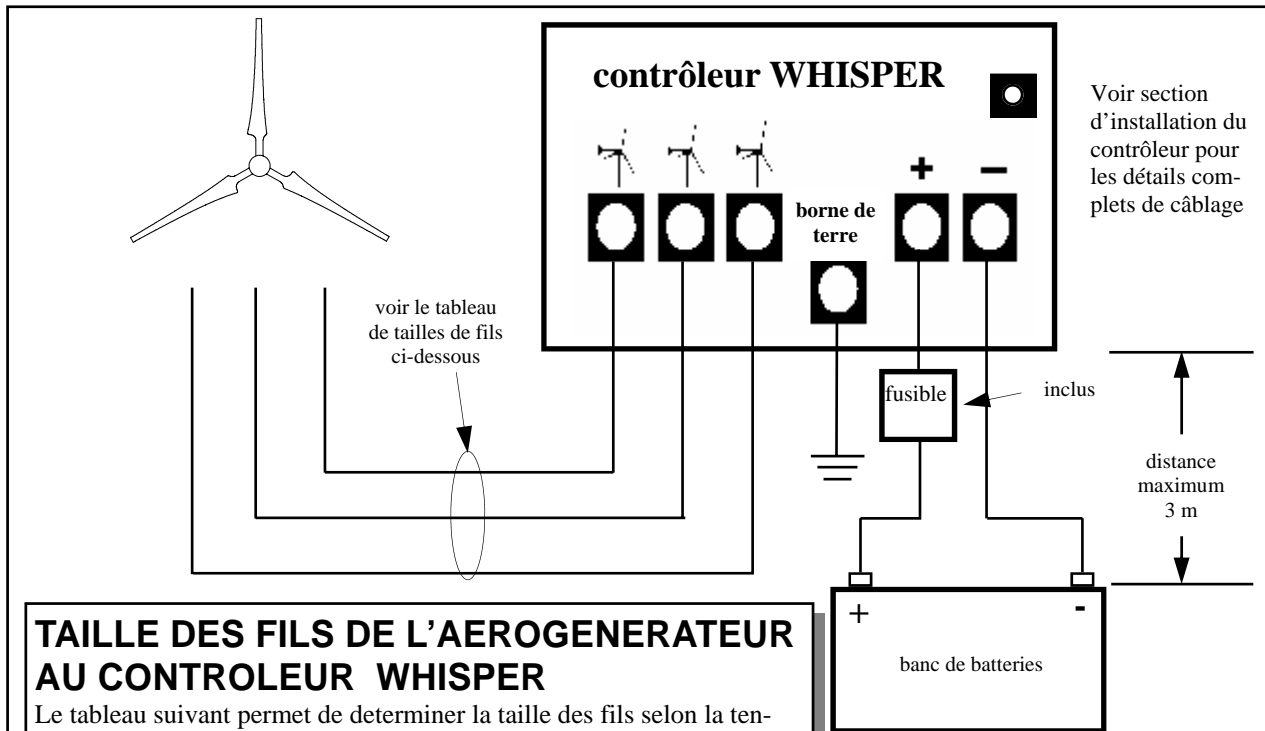 contrôleur WHISPER
Voir section
d'installation du
contrôleur pour
les détails com-
plets de câblage
+
−
borne de
terre
voir le tableau
de tailles de fils
ci-dessous
fusible
inclus
distance
maximum
3 m
+
-
banc de batteries
TAILLE DES FILS DE L'AEROGENERATEUR
AU CONTROLEUR WHISPER
Le tableau suivant permet de determiner la taille des fils selon la ten-